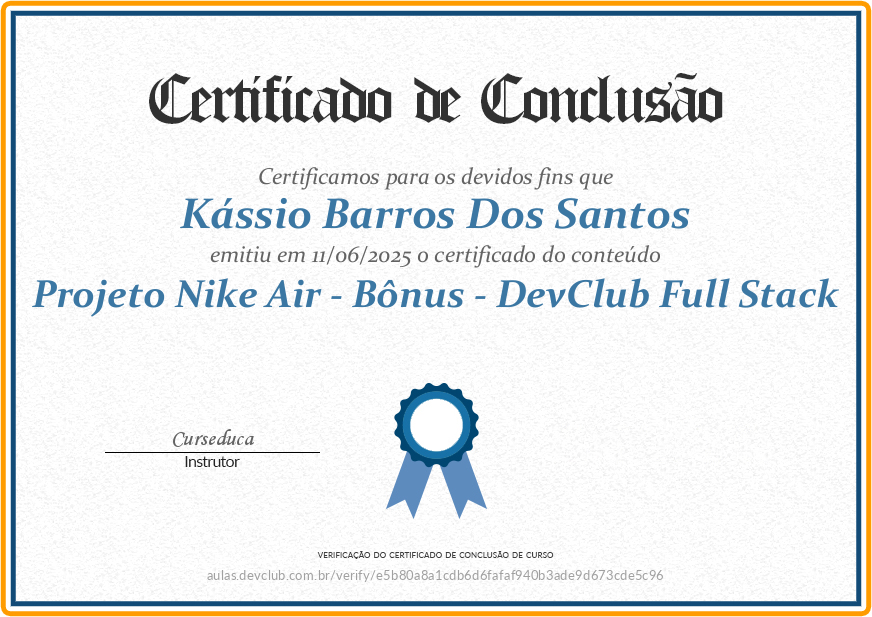 Certificado de Conclusão
Certificamos para os devidos fins que
Kássio Barros Dos Santos
emitiu em 11/06/2025 o certificado do conteúdo
Projeto Nike Air - Bônus - DevClub Full Stack
Curseduca
Instrutor
VERIFICAÇÃO DO CERTIFICADO DE CONCLUSÃO DE CURSO
aulas.devclub.com.br/verify/e5b80a8a1cdb6d6fafaf940b3ade9d673cde5c96